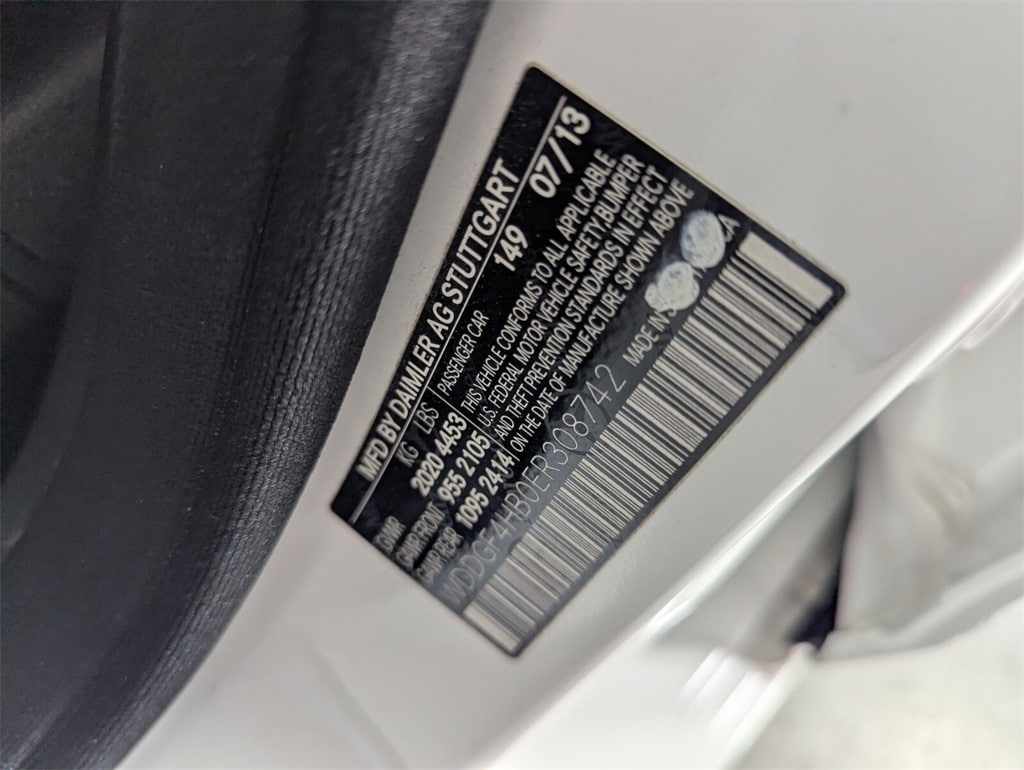 MFD BY DAIMLER AG STUTTGART
KG LBS 149 07/13
GVWR 2020 4453 PASSENGER CAR
GAWR FRONT 955 2105 THIS VEHICLE CONFORMS TO ALL APPLICABLE
GAWR REAR 1095 2414 U.S. FEDERAL MOTOR VEHICLE SAFETY BUMPER
AND THEFT PREVENTION STANDARDS IN EFFECT
ON THE DATE OF MANUFACTURE SHOWN ABOVE
WDDGF4HB0ER308742 MADE IN